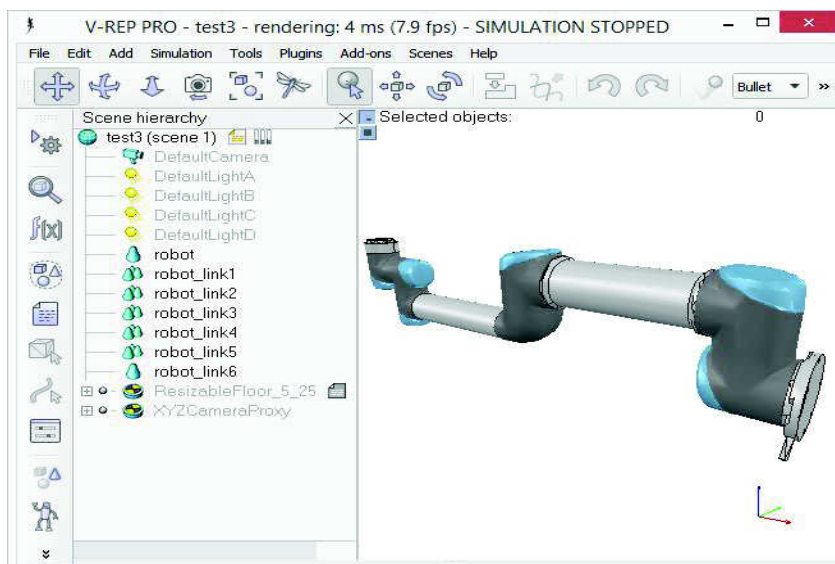 V-REP PRO - test3 - rendering: 4 ms (7.9 fps) - SIMULATION STOPPED
File Edit Add Simulation Tools Plugins Add-ons Scenes Help
Bullet »
Scene hierarchy
Selected objects: 0
test3 (scene 1)
DefaultCamera
DefaultLightA
DefaultLightB
DefaultLightC
DefaultLightD
f(x)
robot
robot_link1
robot_link2
robot_link3
robot_link4
robot_link5
robot_link6
ResizableFloor_5_25
XYZCameraProxy